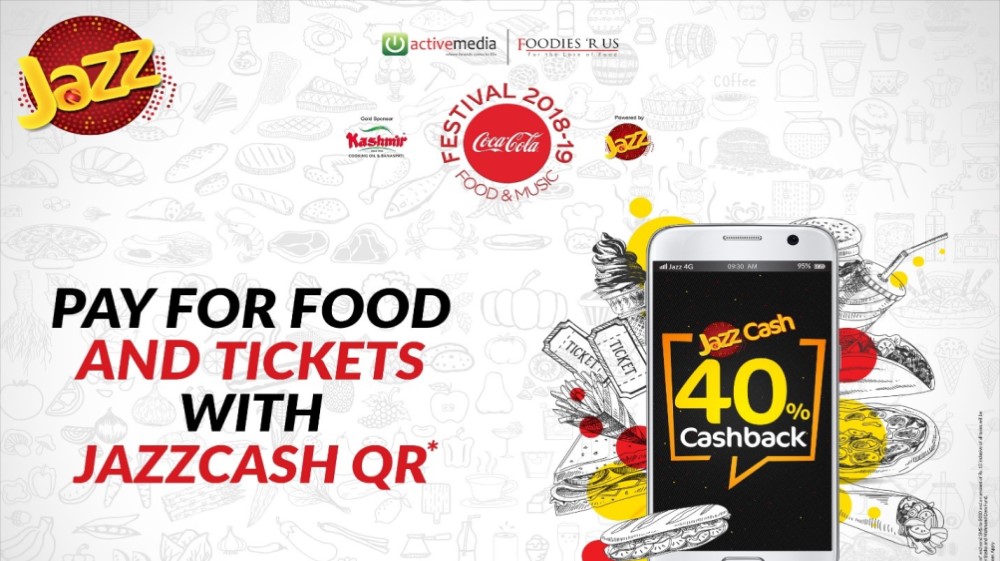 Jazz
activemedia
FOODIES 'R US
For the Love of Food
FESTIVAL 2018-19
Coca-Cola
FOOD & MUSIC
Gold Sponsor
Kashmir
COOKING OIL & BANASPATI
Powered by
Jazz
Coffee
PAY FOR FOOD
AND TICKETS
WITH
JAZZCASH QR*
TICKET
TICKET
Jazz 4G
09:30 AM
95%
Jazz Cash
40%
Cashback